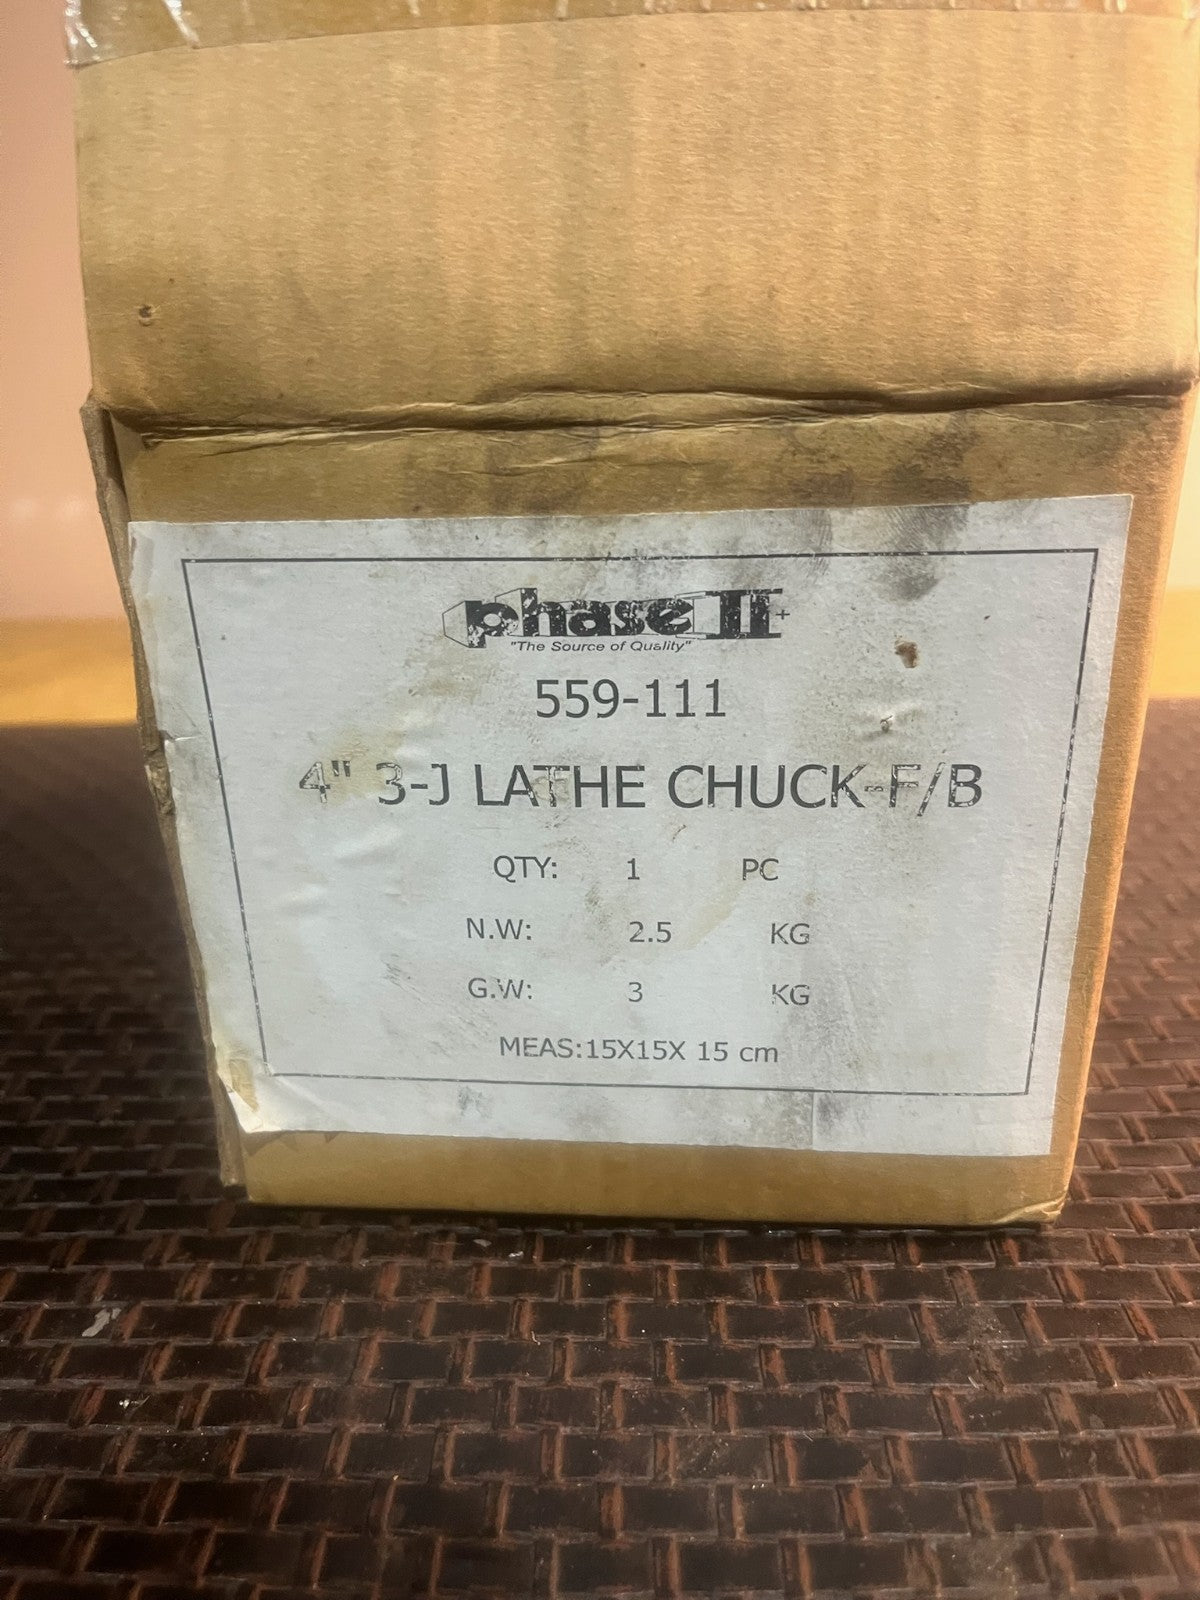 phase II+
"The Source of Quality"
559-111
4" 3-J LATHE CHUCK-F/B
QTY: 1 PC
N.W: 2.5 KG
G.W: 3 KG
MEAS:15X15X 15 cm